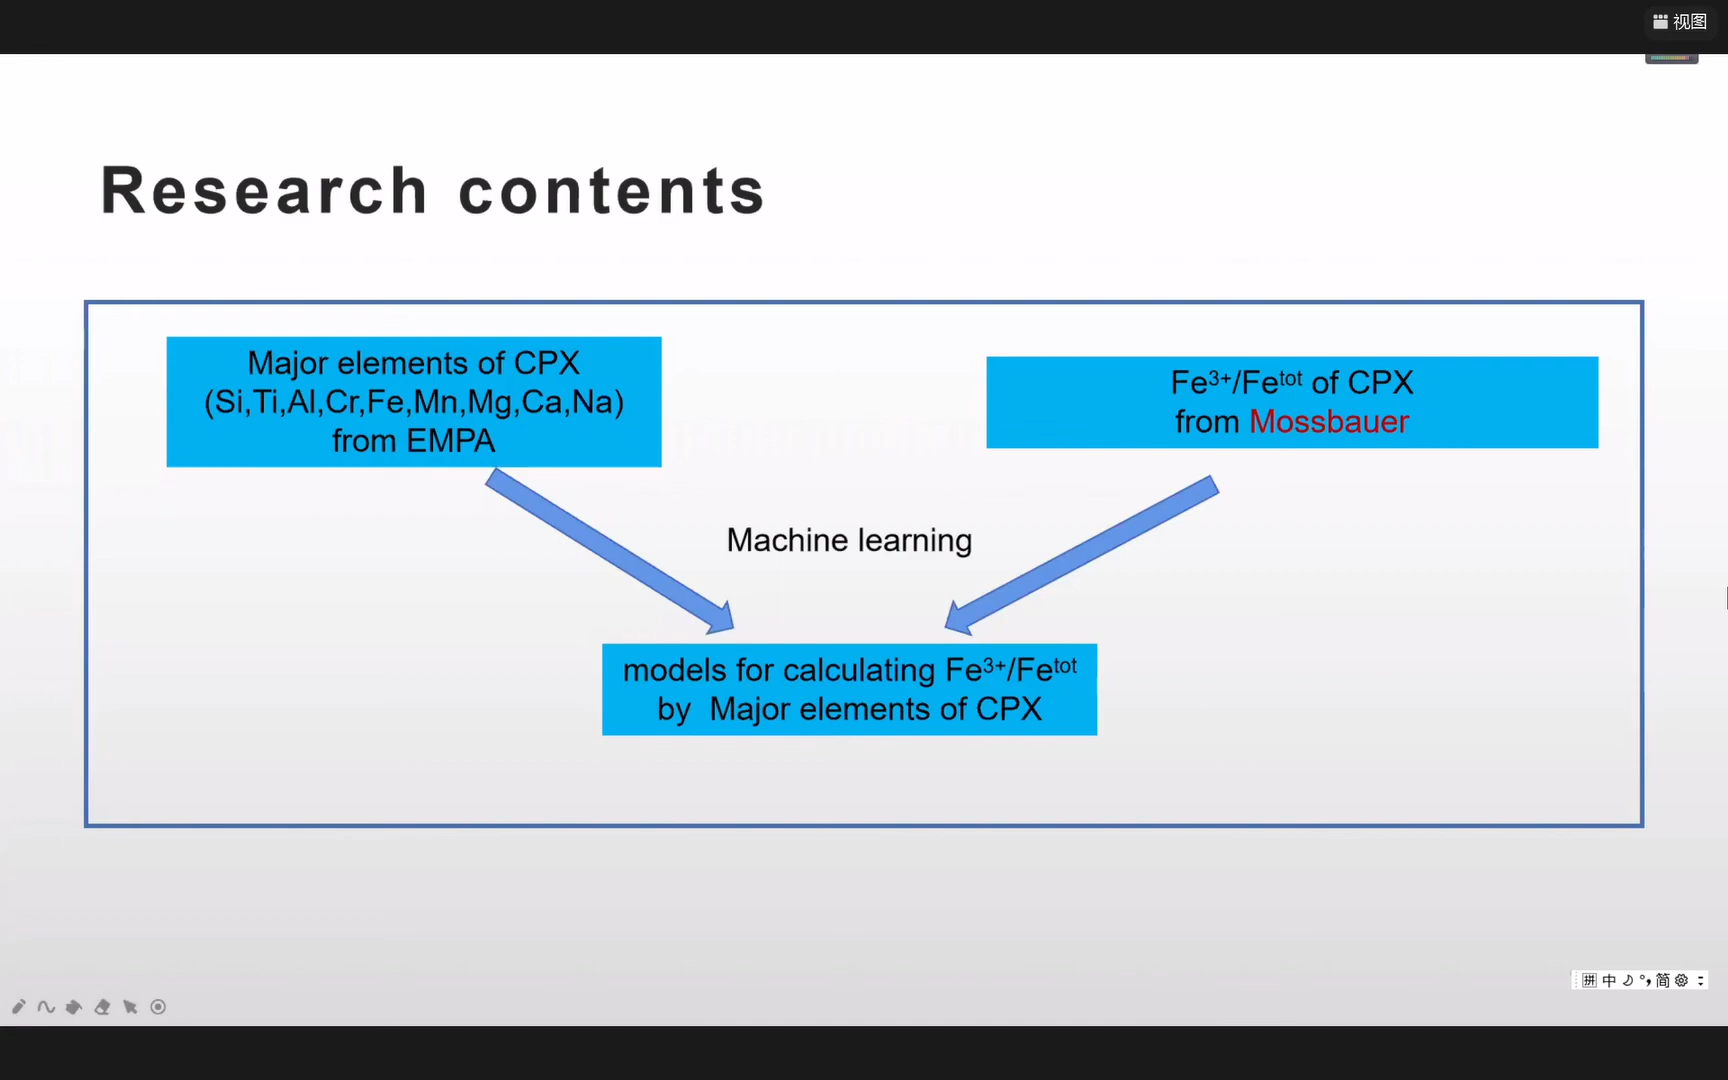 视图
Research contents
Major elements of CPX
(Si,Ti,Al,Cr,Fe,Mn,Mg,Ca,Na)
from EMPA
Fe³⁺/Feᵗᵒᵗ of CPX
from Mossbauer
Machine learning
models for calculating Fe³⁺/Feᵗᵒᵗ
by Major elements of CPX
拼 中 °, 简